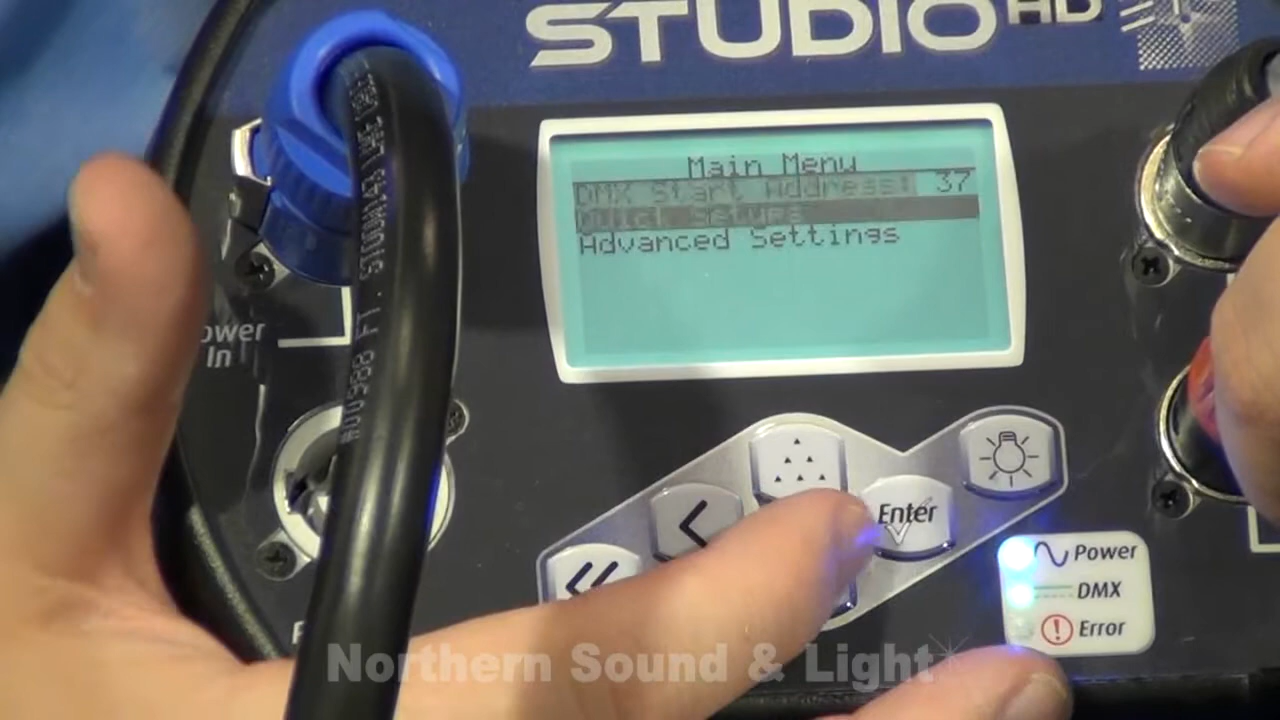 STUDIO HD
Main Menu
DMX Start Address: 37
Quick Setups
Advanced Settings
Power
In
Enter
Power
DMX
Error
Northern Sound & Light